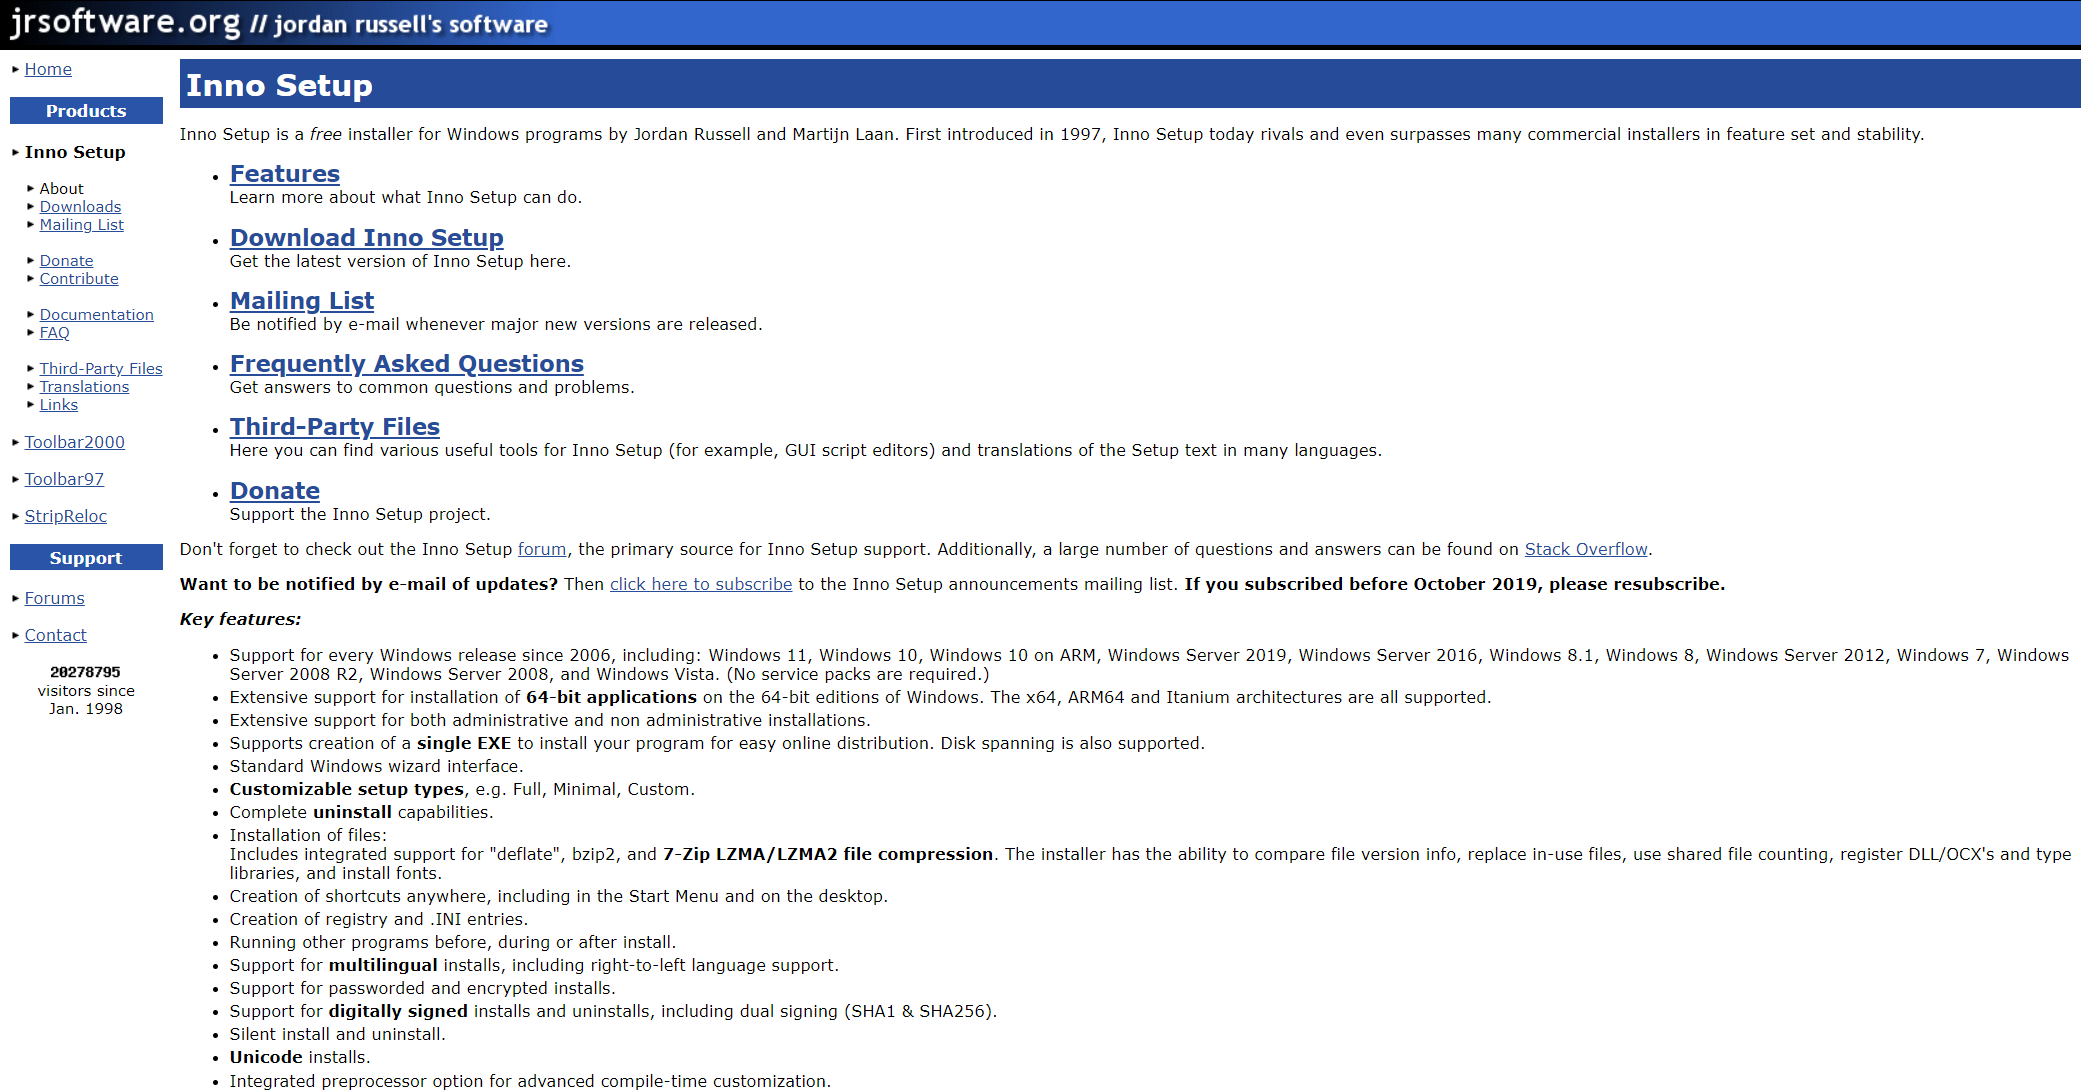 jrsoftware.org // jordan russell's software
Home
Products
Inno Setup
About
Downloads
Mailing List
Donate
Contribute
Documentation
FAQ
Third-Party Files
Translations
Links
Toolbar2000
Toolbar97
StripReloc
Support
Forums
Contact
20278795
visitors since
Jan. 1998
Inno Setup
Inno Setup is a free installer for Windows programs by Jordan Russell and Martijn Laan. First introduced in 1997, Inno Setup today rivals and even surpasses many commercial installers in feature set and stability.
Features
Learn more about what Inno Setup can do.
Download Inno Setup
Get the latest version of Inno Setup here.
Mailing List
Be notified by e-mail whenever major new versions are released.
Frequently Asked Questions
Get answers to common questions and problems.
Third-Party Files
Here you can find various useful tools for Inno Setup (for example, GUI script editors) and translations of the Setup text in many languages.
Donate
Support the Inno Setup project.
Don't forget to check out the Inno Setup forum, the primary source for Inno Setup support. Additionally, a large number of questions and answers can be found on Stack Overflow.
Want to be notified by e-mail of updates? Then click here to subscribe to the Inno Setup announcements mailing list. If you subscribed before October 2019, please resubscribe.
Key features:
Support for every Windows release since 2006, including: Windows 11, Windows 10, Windows 10 on ARM, Windows Server 2019, Windows Server 2016, Windows 8.1, Windows 8, Windows Server 2012, Windows 7, Windows
Server 2008 R2, Windows Server 2008, and Windows Vista. (No service packs are required.)
Extensive support for installation of 64-bit applications on the 64-bit editions of Windows. The x64, ARM64 and Itanium architectures are all supported.
Extensive support for both administrative and non administrative installations.
Supports creation of a single EXE to install your program for easy online distribution. Disk spanning is also supported.
Standard Windows wizard interface.
Customizable setup types, e.g. Full, Minimal, Custom.
Complete uninstall capabilities.
Installation of files:
Includes integrated support for "deflate", bzip2, and 7-Zip LZMA/LZMA2 file compression. The installer has the ability to compare file version info, replace in-use files, use shared file counting, register DLL/OCX's and type
libraries, and install fonts.
Creation of shortcuts anywhere, including in the Start Menu and on the desktop.
Creation of registry and .INI entries.
Running other programs before, during or after install.
Support for multilingual installs, including right-to-left language support.
Support for passworded and encrypted installs.
Support for digitally signed installs and uninstalls, including dual signing (SHA1 & SHA256).
Silent install and uninstall.
Unicode installs.
Integrated preprocessor option for advanced compile-time customization.